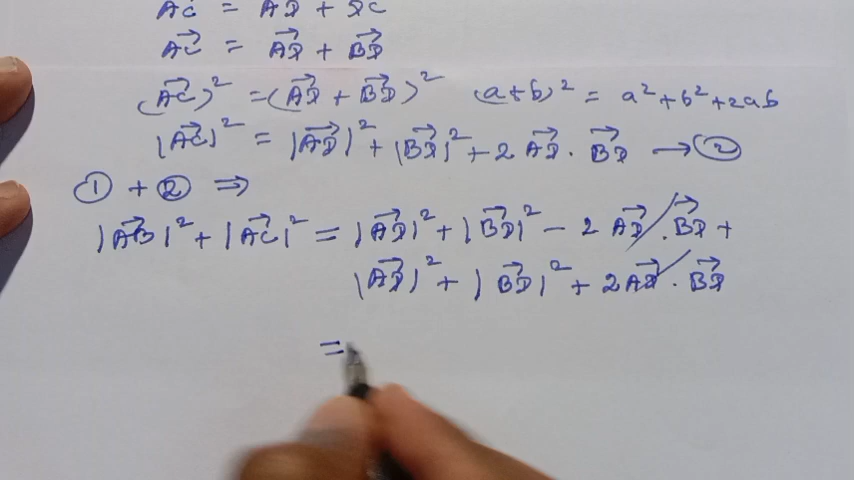 AC⃗ = AD⃗ + DC⃗
AC⃗ = AD⃗ + BD⃗
(AC⃗)² = (AD⃗ + BD⃗)² (a+b)² = a²+b²+2ab
|AC⃗|² = |AD⃗|² + |BD⃗|² + 2 AD⃗ . BD⃗ → ②
① + ② ⇒
|AB⃗|² + |AC⃗|² = |AD⃗|² + |BD⃗|² − 2 AD⃗ . BD⃗ +
|AD⃗|² + |BD⃗|² + 2AD⃗ . BD⃗
=